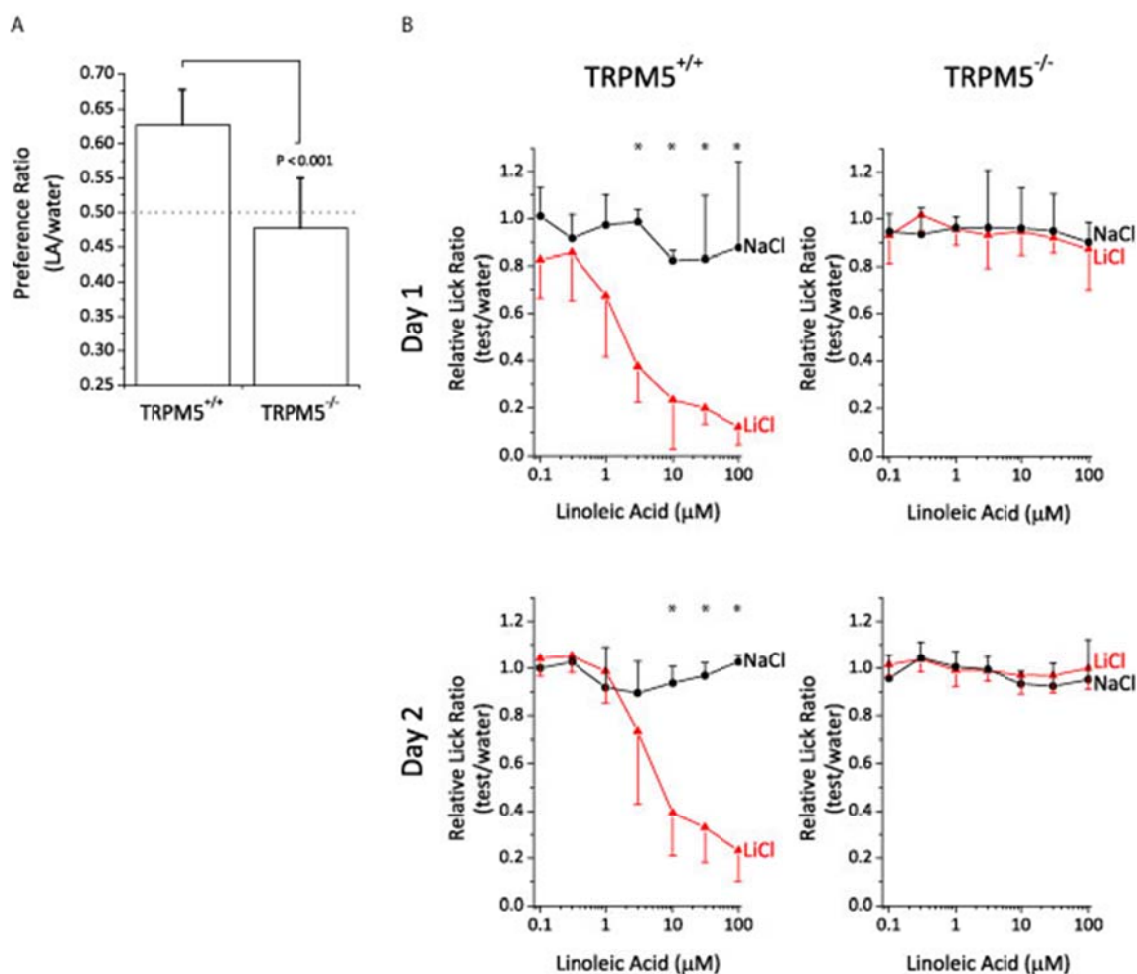 A
Preference Ratio
(LA/water)
0.70
0.65
0.60
0.55
0.50
0.45
0.40
0.35
0.30
0.25
P < 0.001
TRPM5+/+
TRPM5-/-
B
TRPM5+/+
TRPM5-/-
Day 1
Relative Lick Ratio
(test/water)
1.2
1.0
0.8
0.6
0.4
0.2
0.0
* * * *
NaCl
LiCl
0.1 1 10 100
Linoleic Acid (μM)
Relative Lick Ratio
(test/water)
1.2
1.0
0.8
0.6
0.4
0.2
0.0
NaCl
LiCl
0.1 1 10 100
Linoleic Acid (μM)
Day 2
Relative Lick Ratio
(test/water)
1.2
1.0
0.8
0.6
0.4
0.2
0.0
* * *
NaCl
LiCl
0.1 1 10 100
Linoleic Acid (μM)
Relative Lick Ratio
(test/water)
1.2
1.0
0.8
0.6
0.4
0.2
0.0
LiCl
NaCl
0.1 1 10 100
Linoleic Acid (μM)